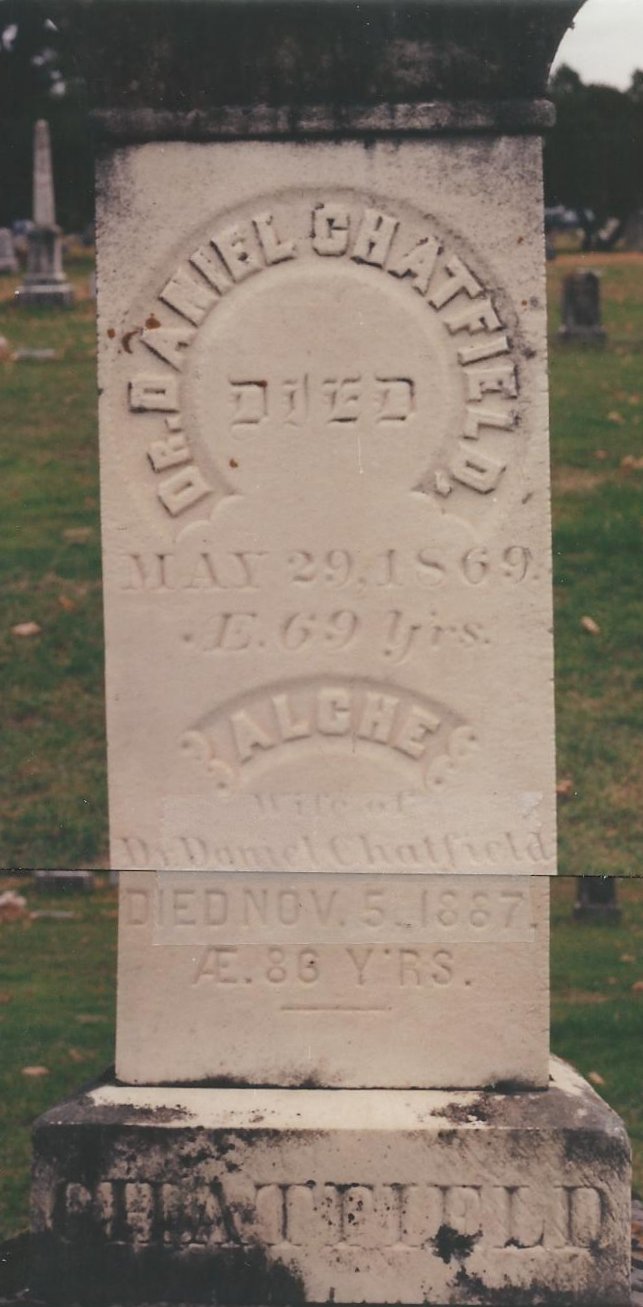 DR. DANIEL CHATFIELD,
DIED
MAY 29, 1869.
Æ. 69 Yrs.
ALCHE
Wife of
Dr Daniel Chatfield
DIED NOV. 5. 1887.
Æ. 86 Y'RS.
CHATFIELD